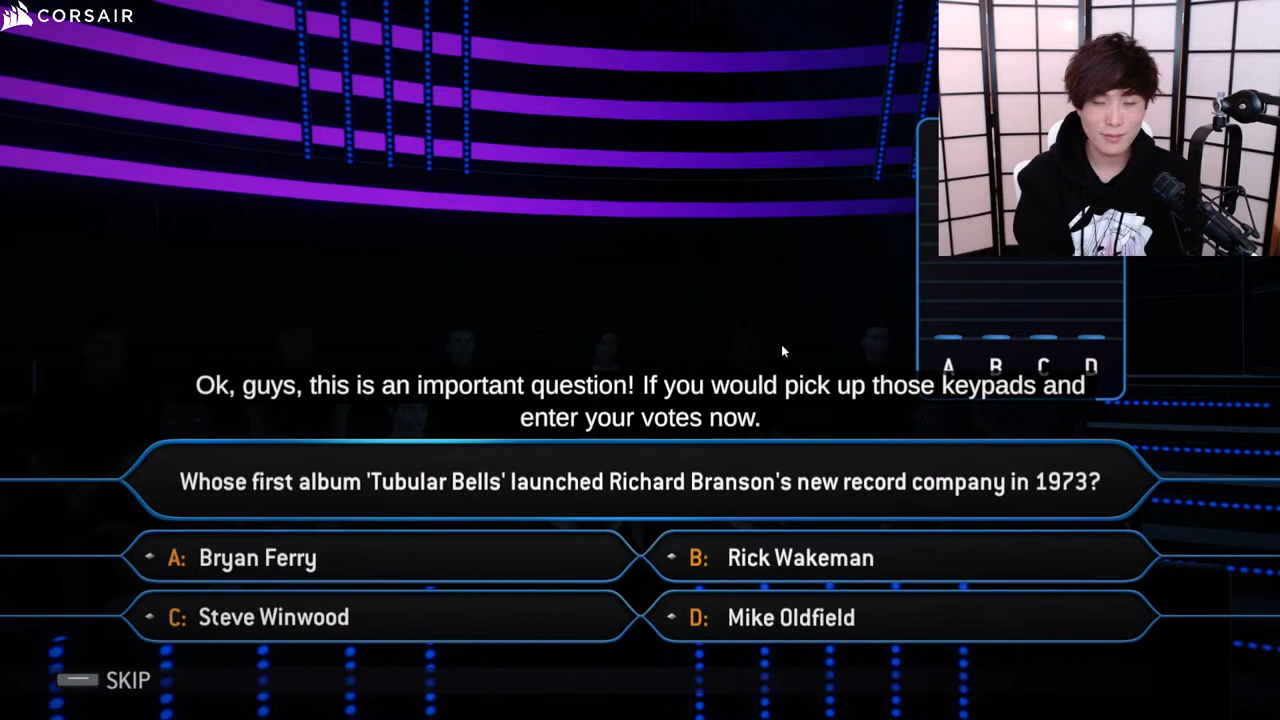 CORSAIR
A B C D
Ok, guys, this is an important question! If you would pick up those keypads and
enter your votes now.
Whose first album 'Tubular Bells' launched Richard Branson's new record company in 1973?
A: Bryan Ferry
B: Rick Wakeman
C: Steve Winwood
D: Mike Oldfield
SKIP